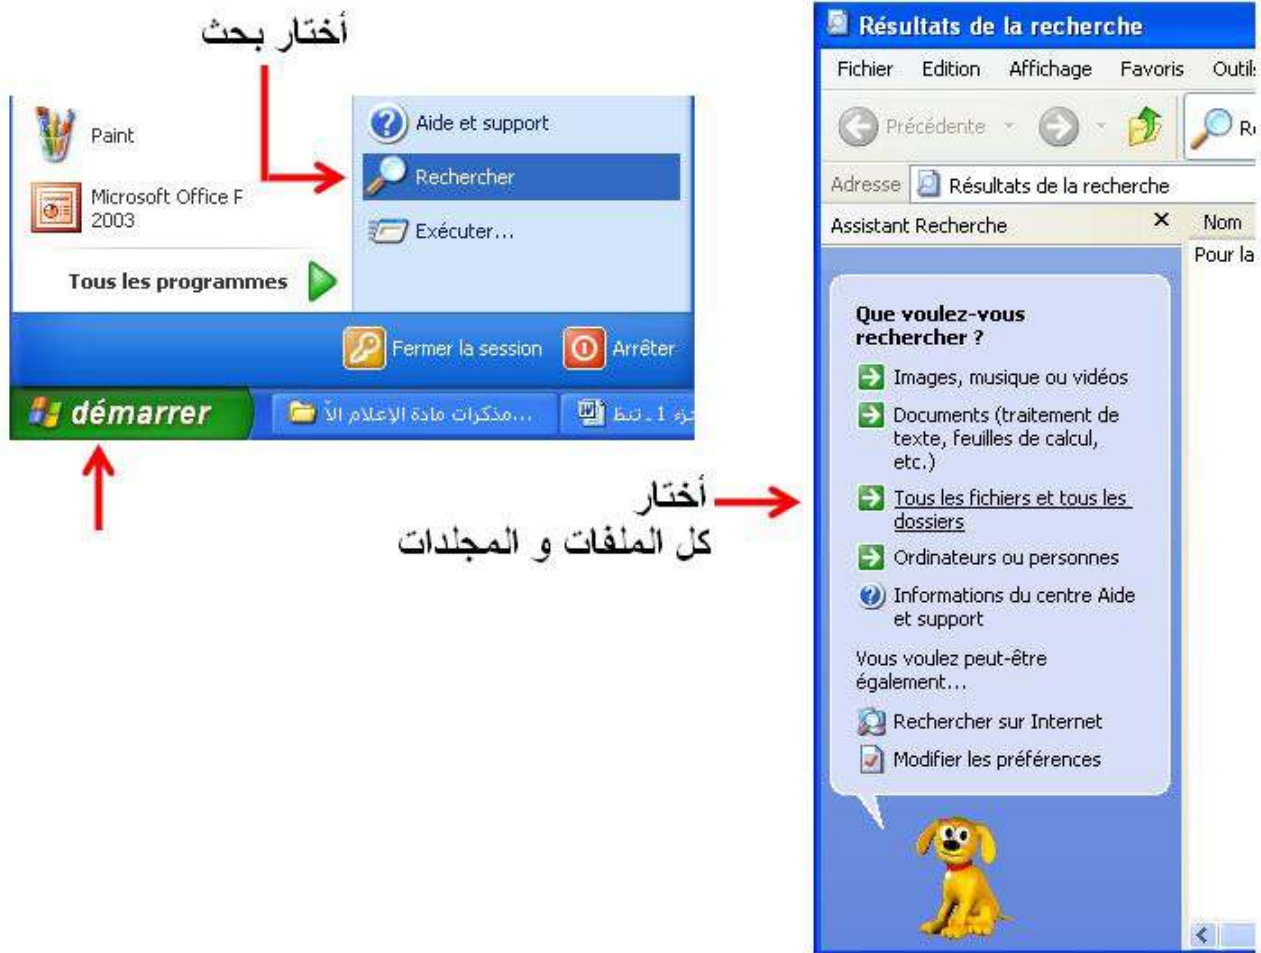 أختار بحث
Paint
Microsoft Office F
2003
Tous les programmes
Aide et support
Rechercher
Exécuter...
Fermer la session
Arrêter
démarrer
مذكرات مادة الإعلام الآ...
جزء 1 ـ تنظ
أختار
كل الملفات و المجلدات
Résultats de la recherche
Fichier Edition Affichage Favoris Outils
Précédente
Adresse Résultats de la recherche
Assistant Recherche
Nom
Pour la
Que voulez-vous
rechercher ?
Images, musique ou vidéos
Documents (traitement de
texte, feuilles de calcul,
etc.)
Tous les fichiers et tous les
dossiers
Ordinateurs ou personnes
Informations du centre Aide
et support
Vous voulez peut-être
également...
Rechercher sur Internet
Modifier les préférences